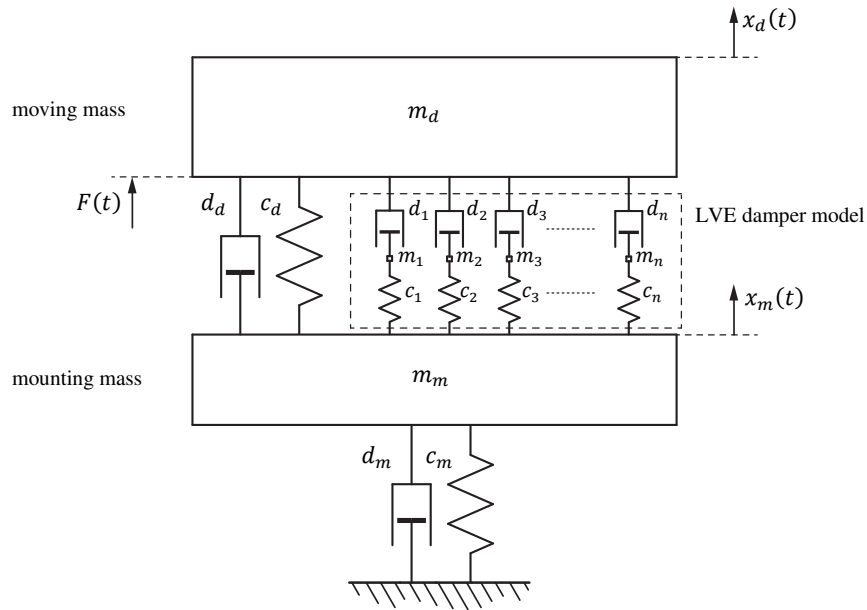 x_d(t)
moving mass
m_d
F(t)
d_d c_d
d_1 d_2 d_3 d_n
LVE damper model
m_1 m_2 m_3 m_n
c_1 c_2 c_3 c_n
x_m(t)
mounting mass
m_m
d_m c_m